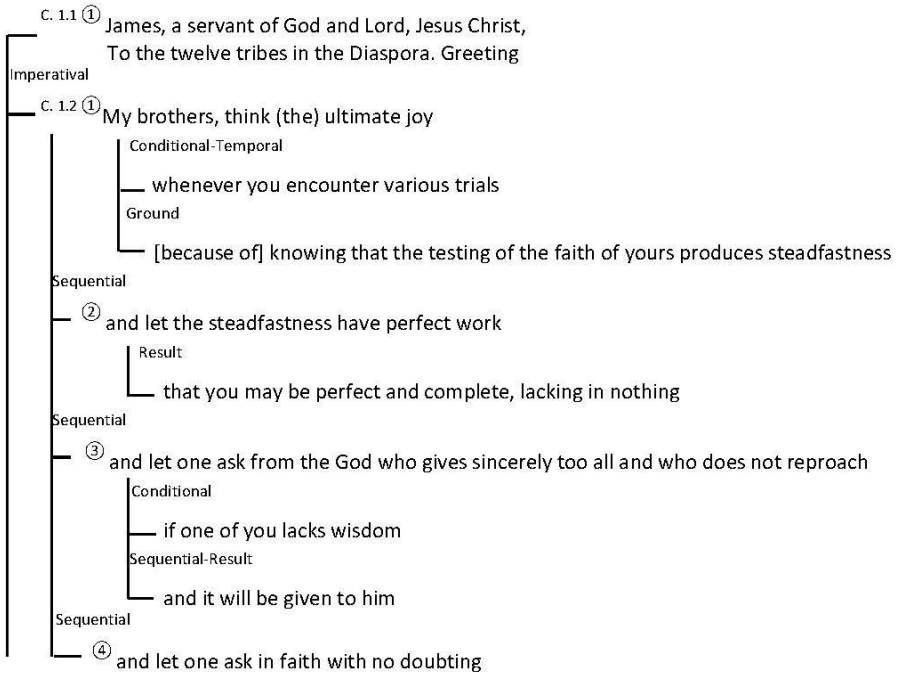 C. 1.1 ① James, a servant of God and Lord, Jesus Christ,
To the twelve tribes in the Diaspora. Greeting
Imperatival
C. 1.2 ① My brothers, think (the) ultimate joy
Conditional-Temporal
whenever you encounter various trials
Ground
[because of] knowing that the testing of the faith of yours produces steadfastness
Sequential
② and let the steadfastness have perfect work
Result
that you may be perfect and complete, lacking in nothing
Sequential
③ and let one ask from the God who gives sincerely too all and who does not reproach
Conditional
if one of you lacks wisdom
Sequential-Result
and it will be given to him
Sequential
④ and let one ask in faith with no doubting